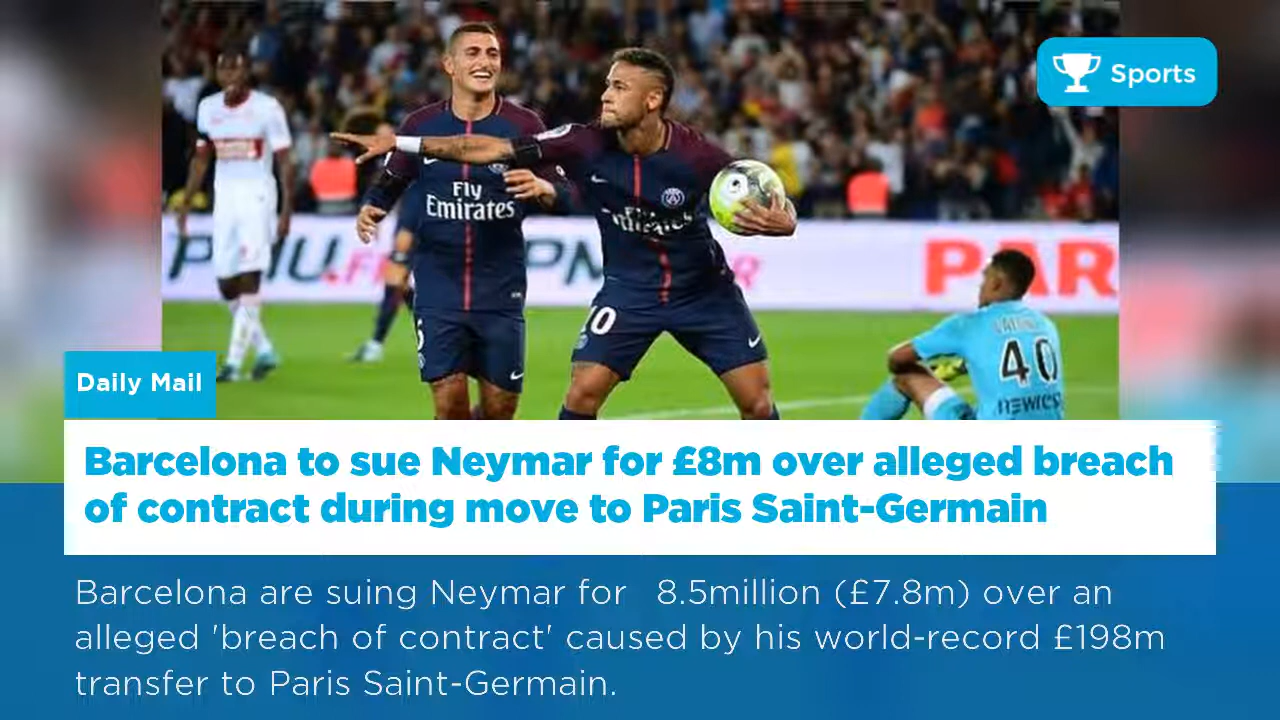 Sports
Fly
Emirates
Emirates
10
PAR
40
newrest
Daily Mail
Barcelona to sue Neymar for £8m over alleged breach
of contract during move to Paris Saint-Germain
Barcelona are suing Neymar for 8.5million (£7.8m) over an
alleged 'breach of contract' caused by his world-record £198m
transfer to Paris Saint-Germain.